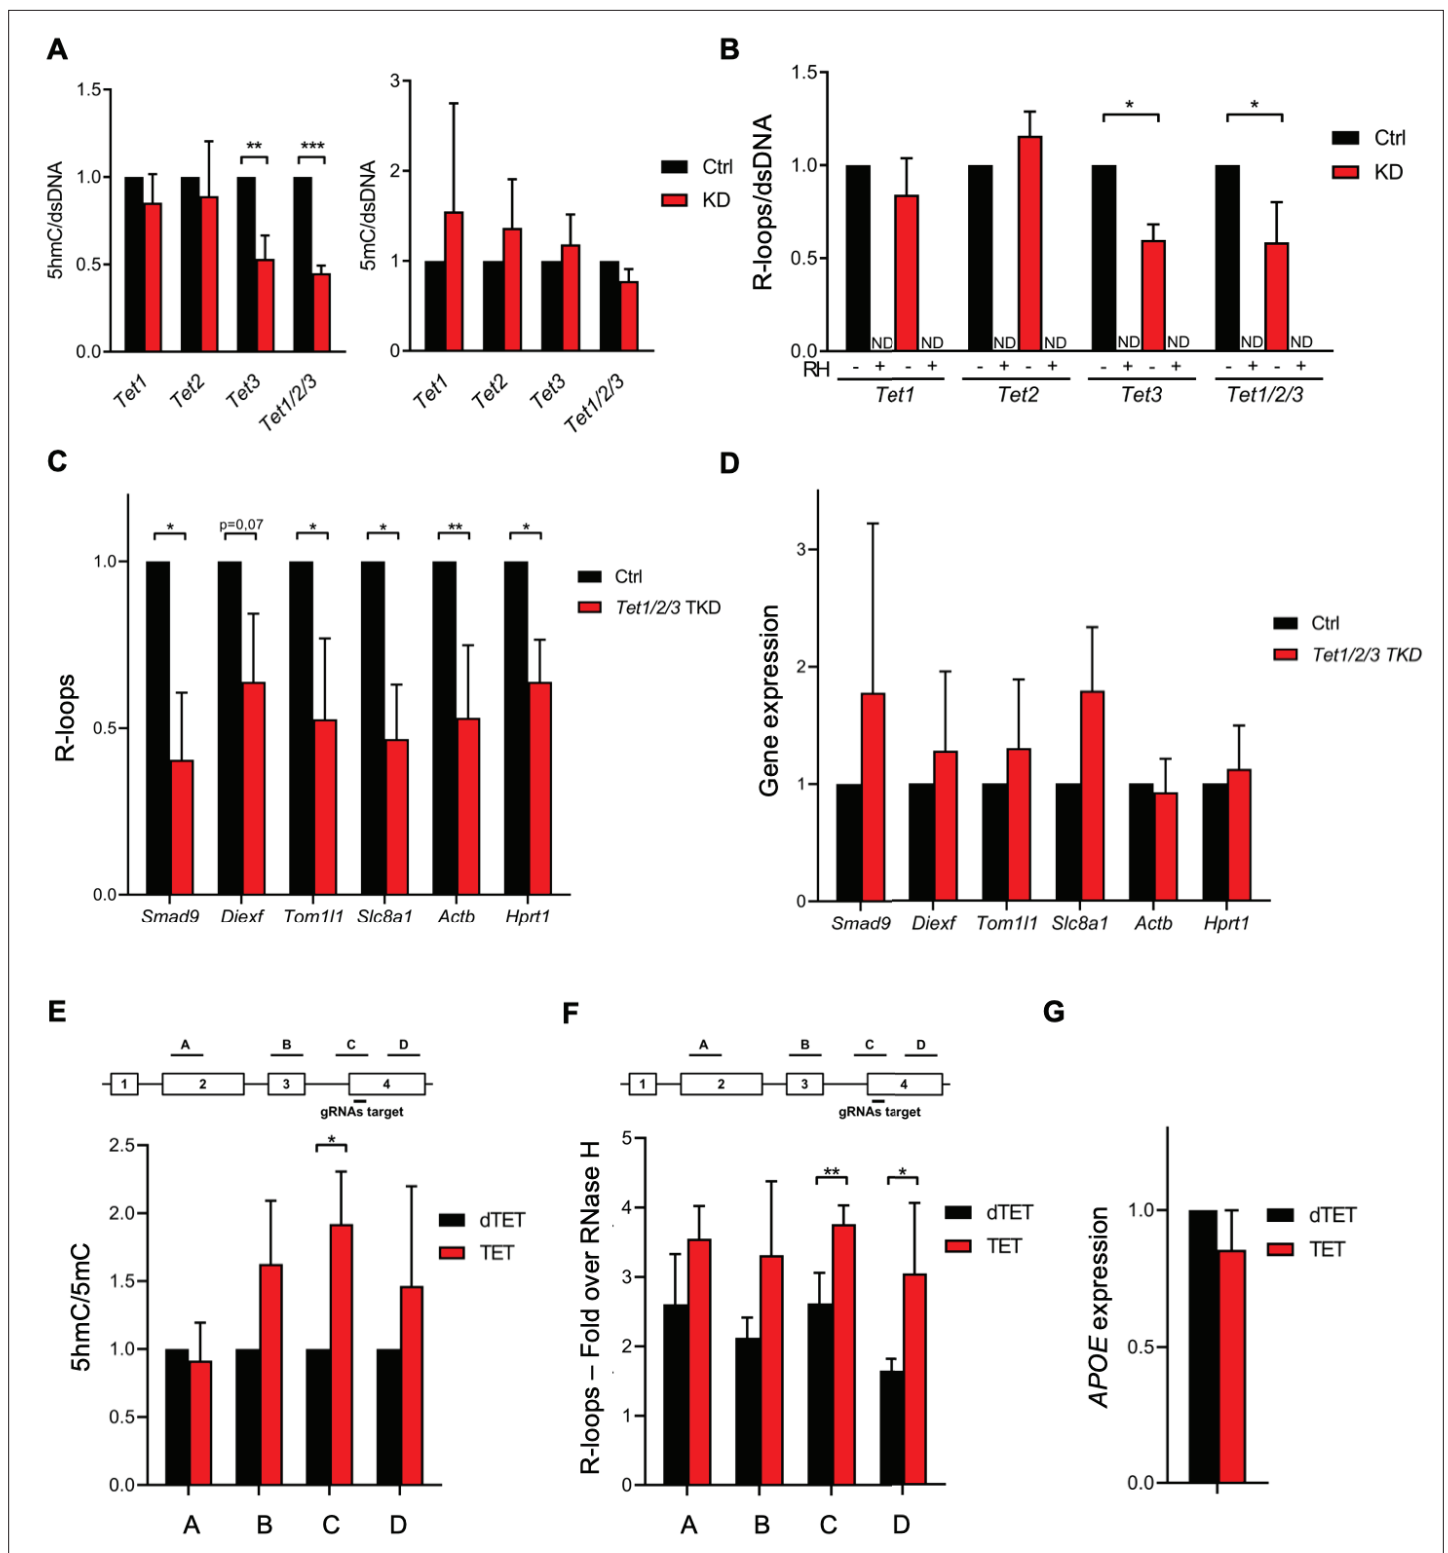 A
5hmC/dsDNA
1.5
1.0
0.5
0.0
**
***
Tet1
Tet2
Tet3
Tet1/2/3
5mC/dsDNA
3
2
1
0
Tet1
Tet2
Tet3
Tet1/2/3
Ctrl
KD
B
R-loops/dsDNA
1.5
1.0
0.5
0.0
*
*
ND ND ND ND ND ND ND ND
RH - + - + - + - + - + - + - + - +
Tet1 Tet2 Tet3 Tet1/2/3
Ctrl
KD
C
R-loops
1.0
0.5
0.0
* p=0,07 * * ** *
Smad9 Diexf Tom1l1 Slc8a1 Actb Hprt1
Ctrl
Tet1/2/3 TKD
D
Gene expression
3
2
1
0
Smad9 Diexf Tom1l1 Slc8a1 Actb Hprt1
Ctrl
Tet1/2/3 TKD
E
A B C D
1 2 3 4
gRNAs target
5hmC/5mC
2.5
2.0
1.5
1.0
0.5
0.0
*
A B C D
dTET
TET
F
A B C D
1 2 3 4
gRNAs target
R-loops – Fold over RNase H
5
4
3
2
1
0
** *
A B C D
dTET
TET
G
APOE expression
1.0
0.5
0.0
dTET
TET